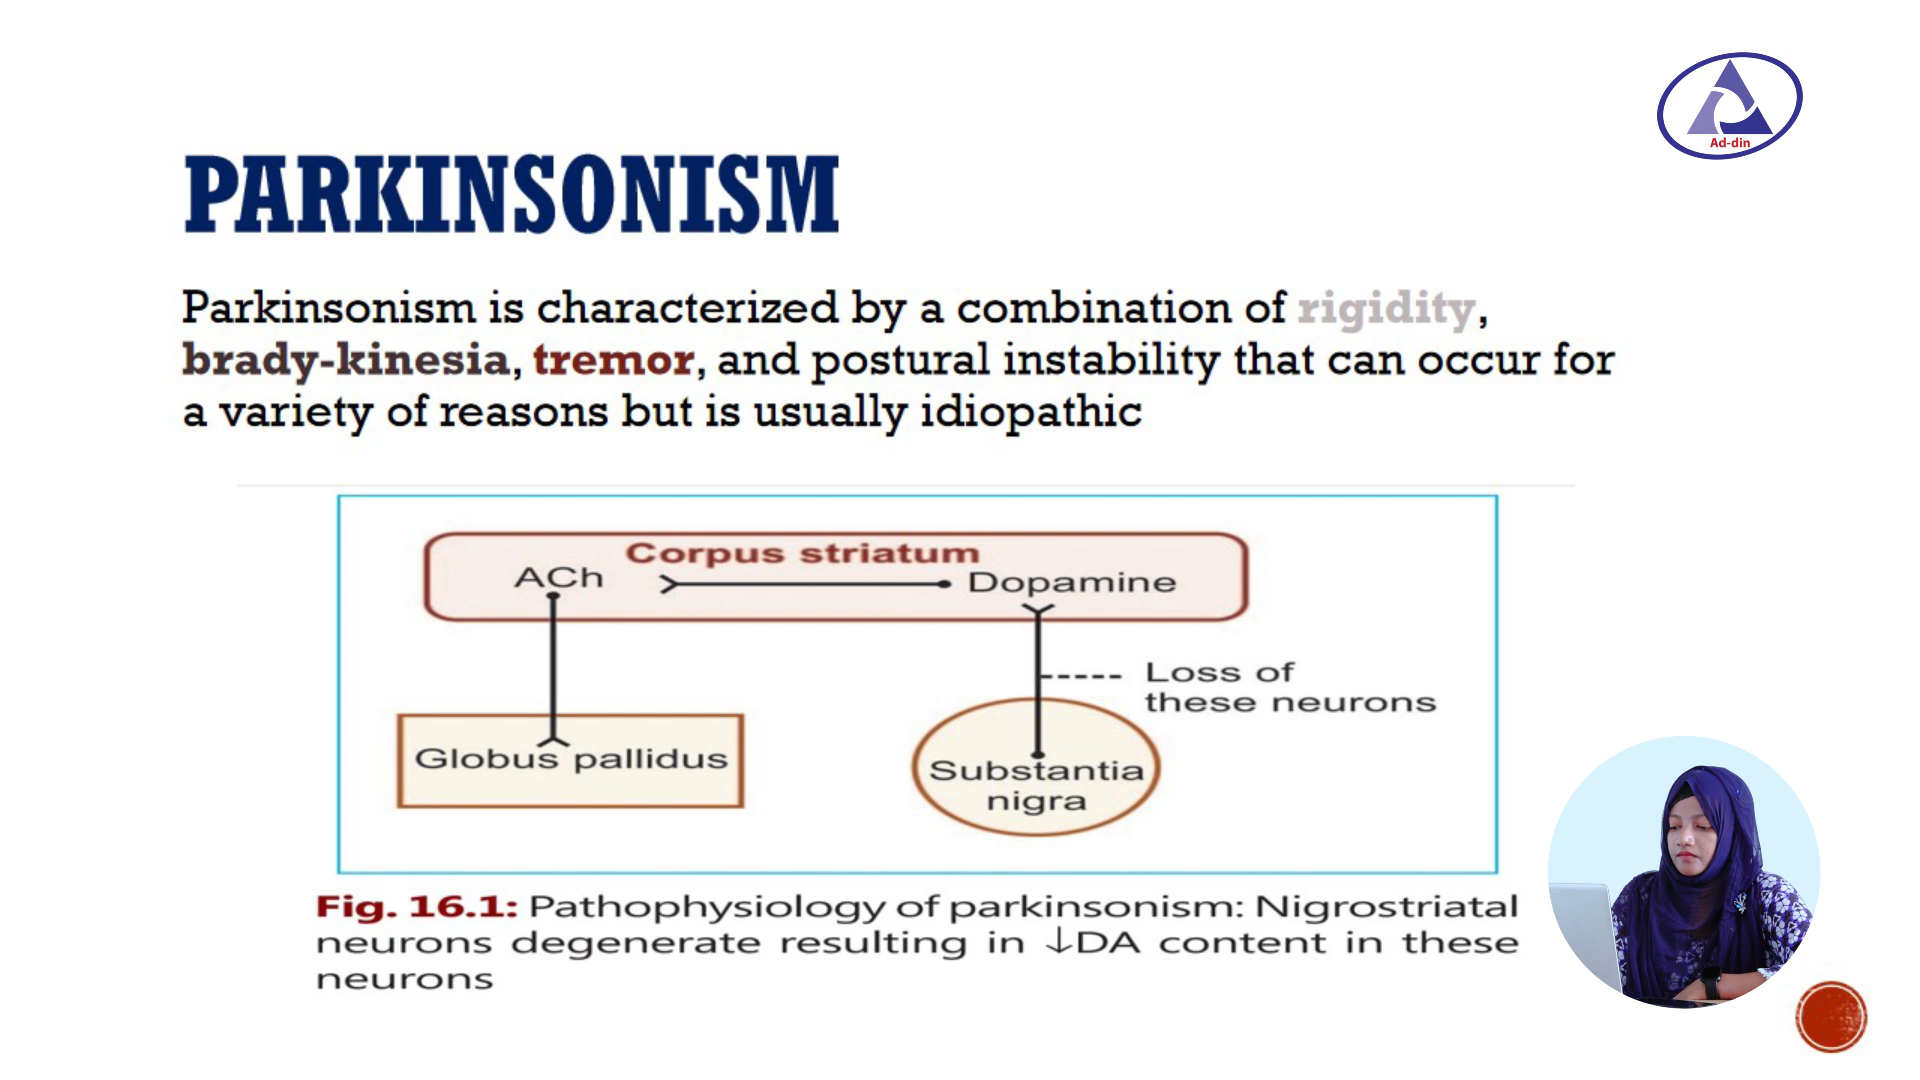 Ad-din
PARKINSONISM
Parkinsonism is characterized by a combination of rigidity,
brady-kinesia, tremor, and postural instability that can occur for
a variety of reasons but is usually idiopathic
Corpus striatum
ACh
Dopamine
Loss of
these neurons
Globus pallidus
Substantia
nigra
Fig. 16.1: Pathophysiology of parkinsonism: Nigrostriatal
neurons degenerate resulting in ↓DA content in these
neurons